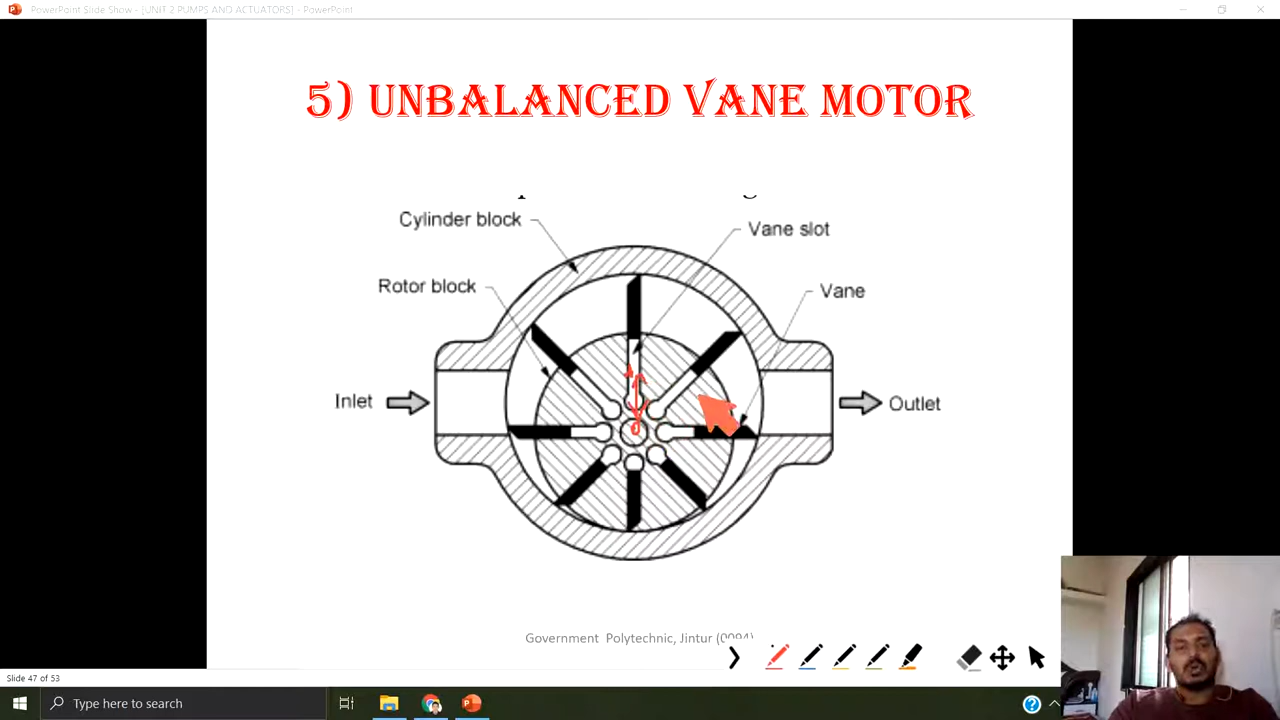 PowerPoint Slide Show - [UNIT 2 PUMPS AND ACTUATORS] - PowerPoint
5) UNBALANCED VANE MOTOR
Cylinder block
Vane slot
Rotor block
Vane
Inlet
Outlet
Government Polytechnic, Jintur (0094)
Slide 47 of 53
Type here to search